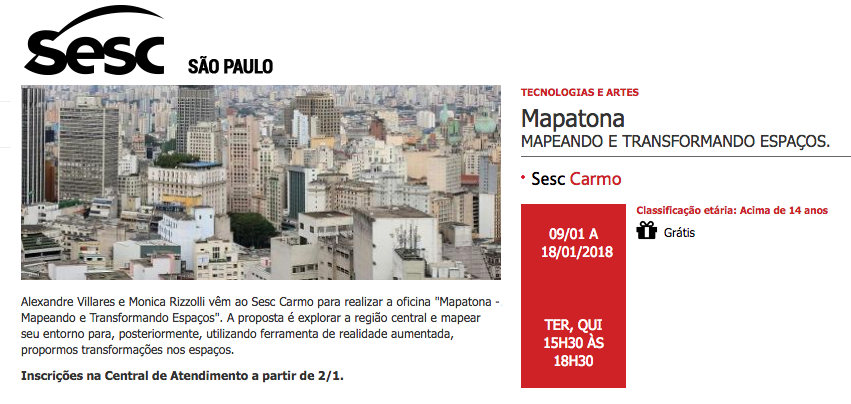 Sesc
SÃO PAULO
TECNOLOGIAS E ARTES
Mapatona
MAPEANDO E TRANSFORMANDO ESPAÇOS.
Sesc Carmo
09/01 A
18/01/2018
TER, QUI
15H30 ÀS
18H30
Classificação etária: Acima de 14 anos
Grátis
Alexandre Villares e Monica Rizzolli vêm ao Sesc Carmo para realizar a oficina "Mapatona -
Mapeando e Transformando Espaços". A proposta é explorar a região central e mapear
seu entorno para, posteriormente, utilizando ferramenta de realidade aumentada,
propormos transformações nos espaços.
Inscrições na Central de Atendimento a partir de 2/1.